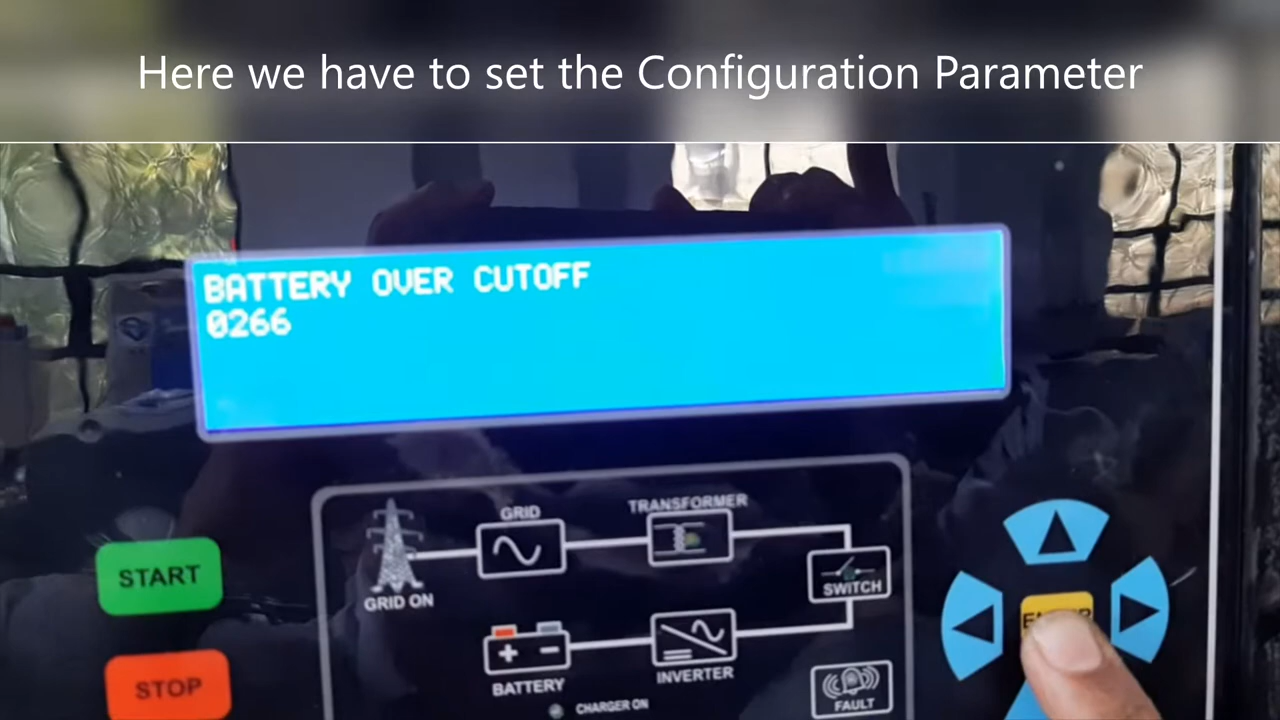 Here we have to set the Configuration Parameter
BATTERY OVER CUTOFF
0266
GRID
TRANSFORMER
GRID ON
SWITCH
START
BATTERY
INVERTER
STOP
CHARGER ON
FAULT